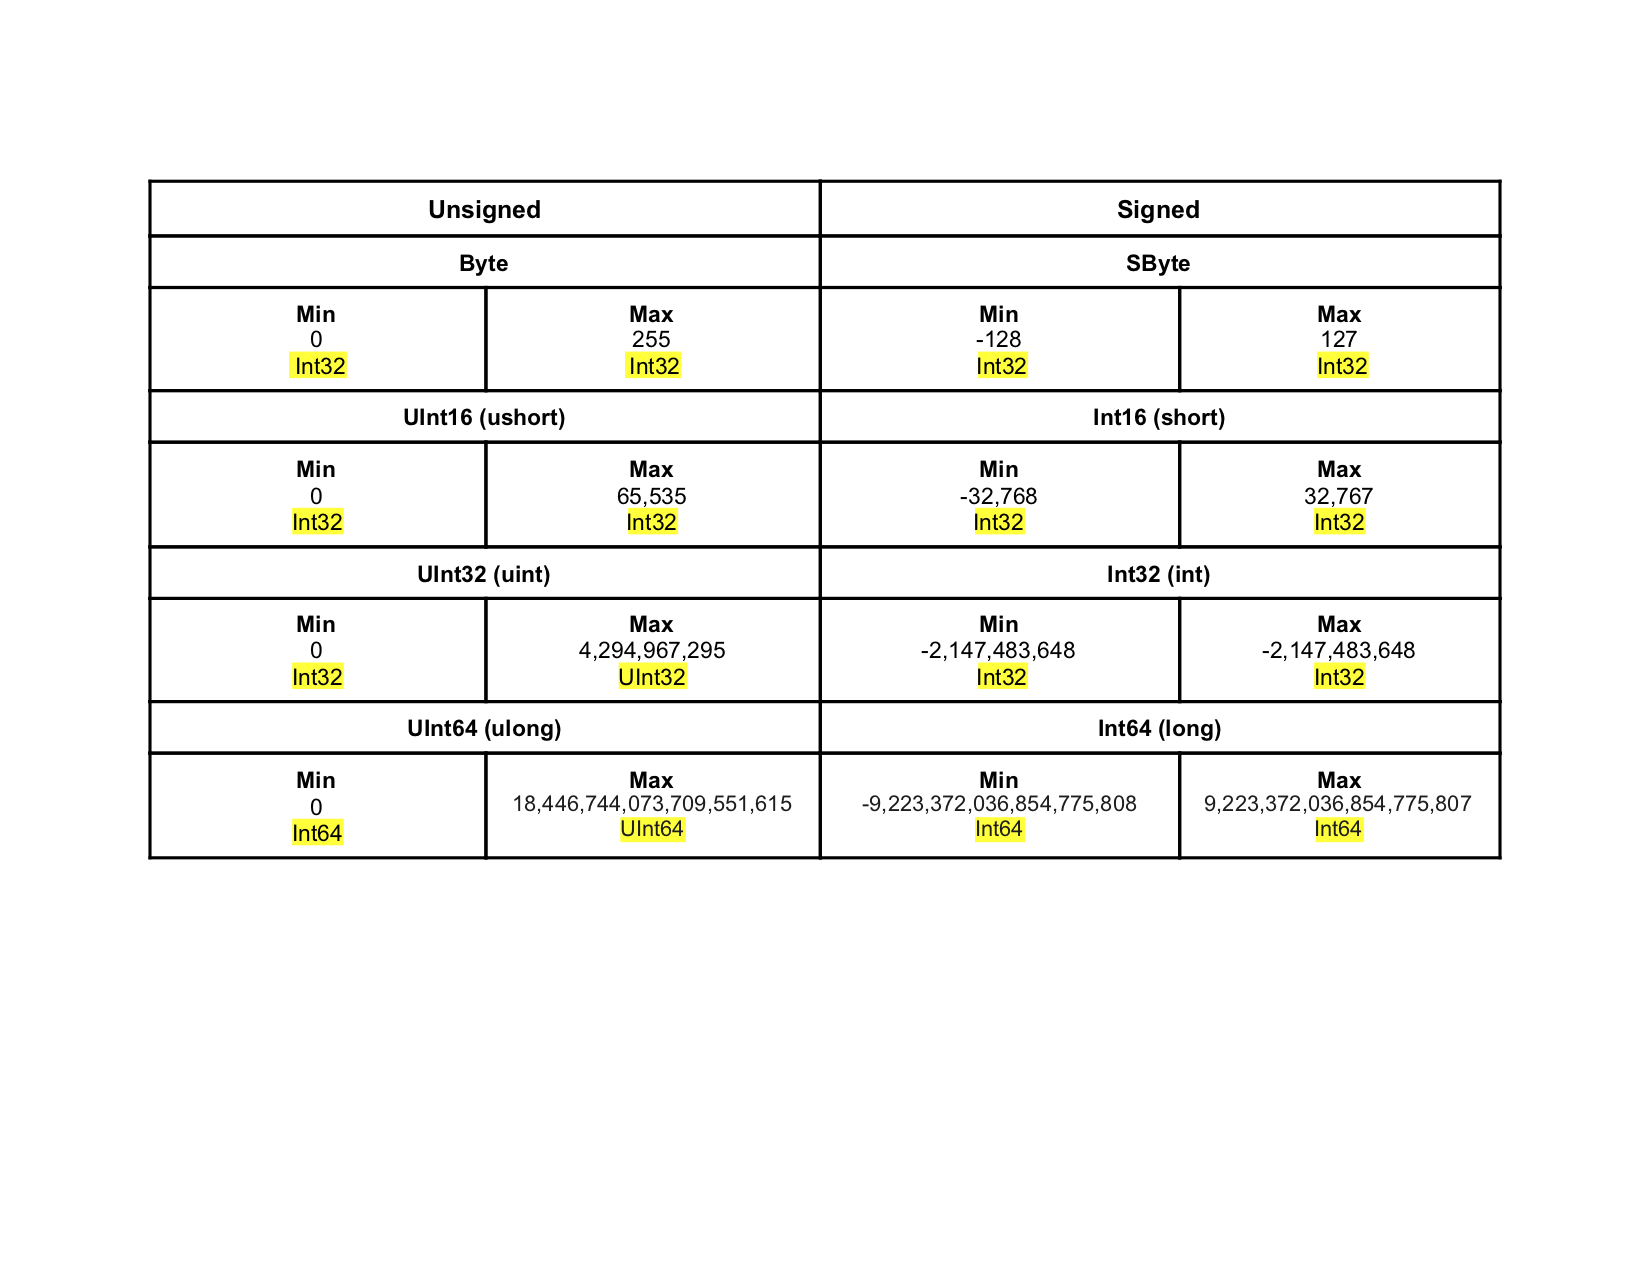 Unsigned
Signed
Byte
SByte
Min
0
Int32
Max
255
Int32
Min
-128
Int32
Max
127
Int32
UInt16 (ushort)
Int16 (short)
Min
0
Int32
Max
65,535
Int32
Min
-32,768
Int32
Max
32,767
Int32
UInt32 (uint)
Int32 (int)
Min
0
Int32
Max
4,294,967,295
UInt32
Min
-2,147,483,648
Int32
Max
-2,147,483,648
Int32
UInt64 (ulong)
Int64 (long)
Min
0
Int64
Max
18,446,744,073,709,551,615
UInt64
Min
-9,223,372,036,854,775,808
Int64
Max
9,223,372,036,854,775,807
Int64